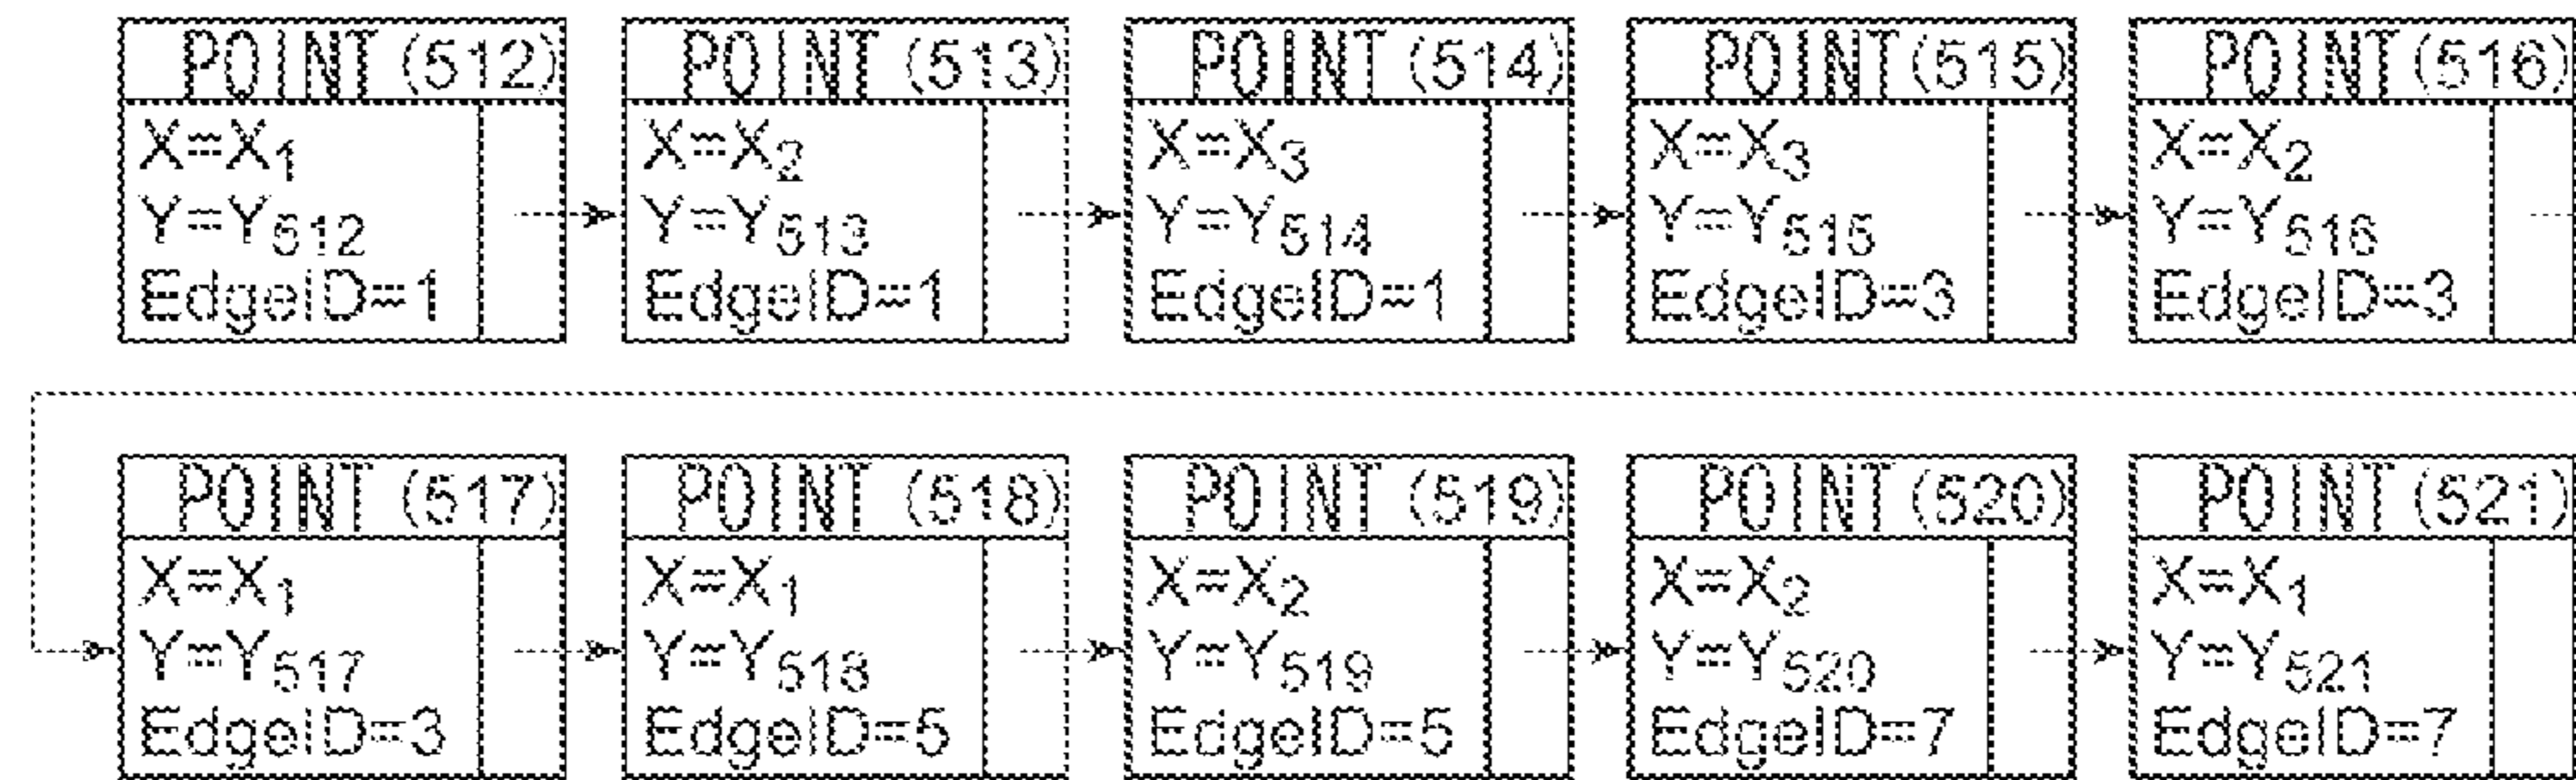 POINT (512) POINT (513) POINT (514) POINT (515) POINT (516)
X=X1 X=X2 X=X3 X=X3 X=X2
Y=Y512 Y=Y513 Y=Y514 Y=Y515 Y=Y516
EdgeID=1 EdgeID=1 EdgeID=1 EdgeID=3 EdgeID=3
POINT (517) POINT (518) POINT (519) POINT (520) POINT (521)
X=X1 X=X1 X=X2 X=X2 X=X1
Y=Y517 Y=Y518 Y=Y519 Y=Y520 Y=Y521
EdgeID=3 EdgeID=5 EdgeID=5 EdgeID=7 EdgeID=7